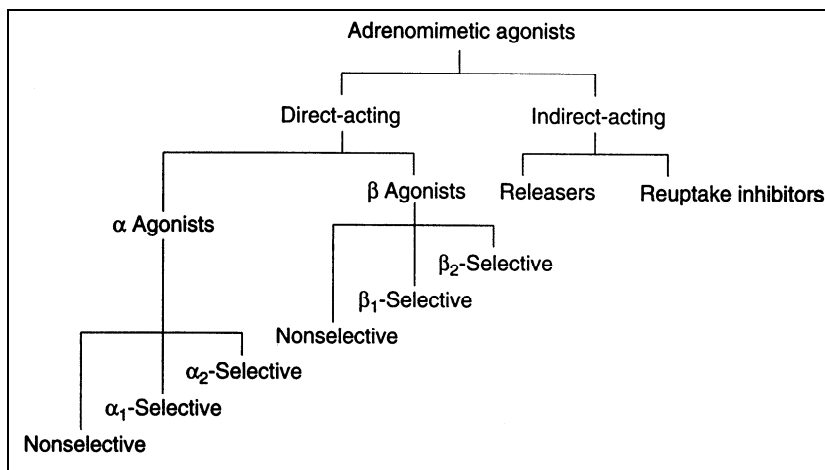 Adrenomimetic agonists
Direct-acting
Indirect-acting
β Agonists
Releasers
Reuptake inhibitors
α Agonists
β₂-Selective
β₁-Selective
Nonselective
α₂-Selective
α₁-Selective
Nonselective